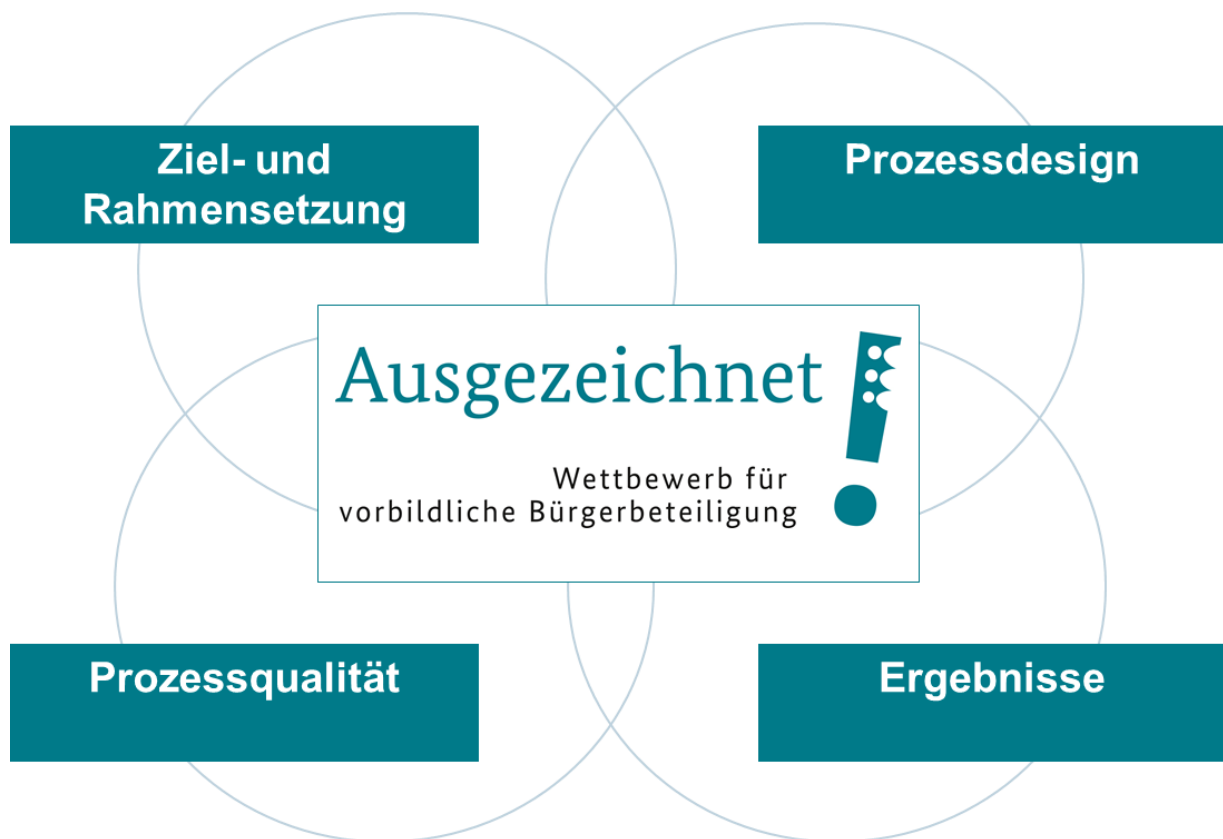 Ziel- und
Rahmensetzung
Prozessdesign
Ausgezeichnet
Wettbewerb für
vorbildliche Bürgerbeteiligung
Prozessqualität
Ergebnisse